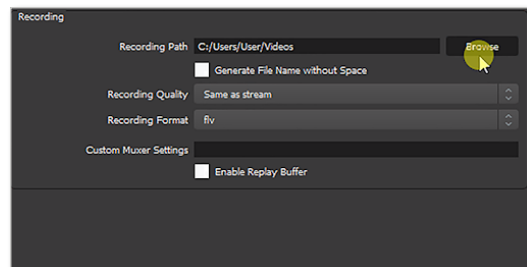 Recording
Recording Path C:/Users/User/Videos Browse
Generate File Name without Space
Recording Quality Same as stream
Recording Format flv
Custom Muxer Settings
Enable Replay Buffer